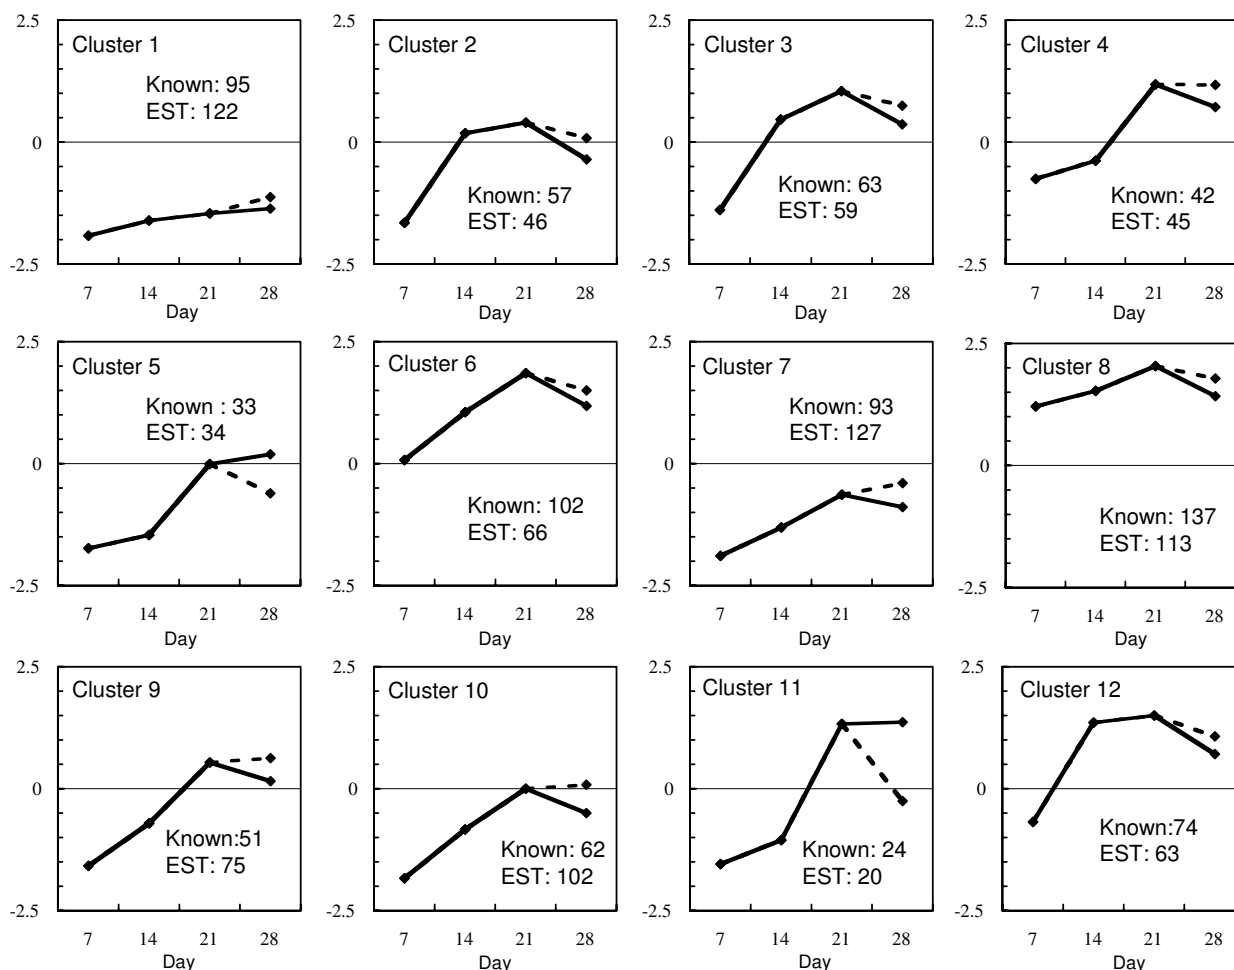 2.5
Cluster 1
Known: 95
EST: 122
0
-2.5
7 14 21 28
Day
2.5
Cluster 2
0
Known: 57
EST: 46
-2.5
7 14 21 28
Day
2.5
Cluster 3
0
Known: 63
EST: 59
-2.5
7 14 21 28
Day
2.5
Cluster 4
0
Known: 42
EST: 45
-2.5
7 14 21 28
Day
2.5
Cluster 5
Known : 33
EST: 34
0
-2.5
7 14 21 28
Day
2.5
Cluster 6
0
Known: 102
EST: 66
-2.5
7 14 21 28
Day
2.5
Cluster 7
Known: 93
EST: 127
0
-2.5
7 14 21 28
Day
2.5
Cluster 8
0
Known: 137
EST: 113
-2.5
7 14 21 28
Day
2.5
Cluster 9
0
Known:51
EST: 75
-2.5
7 14 21 28
Day
2.5
Cluster 10
0
Known: 62
EST: 102
-2.5
7 14 21 28
Day
2.5
Cluster 11
0
Known: 24
EST: 20
-2.5
7 14 21 28
Day
2.5
Cluster 12
0
Known:74
EST: 63
-2.5
7 14 21 28
Day